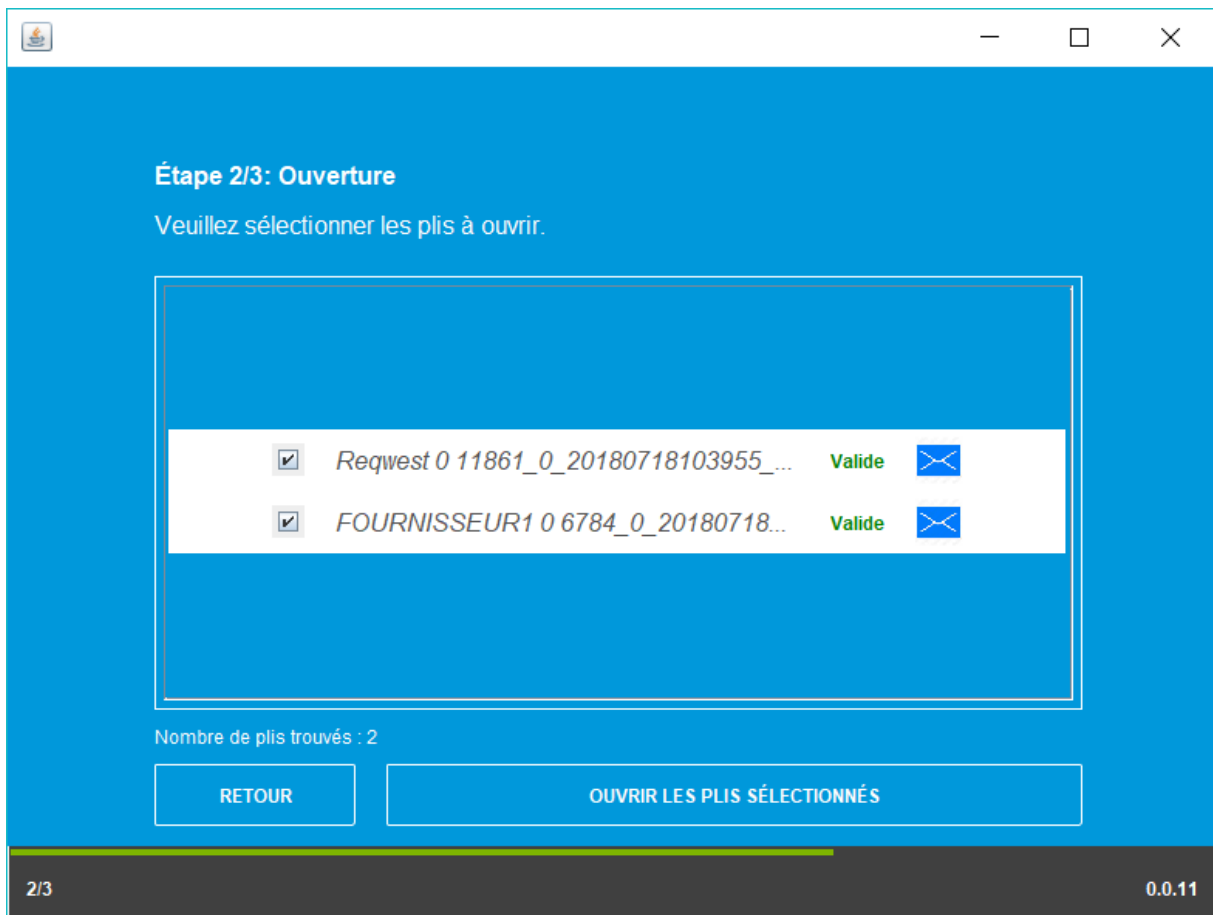 Étape 2/3: Ouverture
Veuillez sélectionner les plis à ouvrir.
Reqwest 0 11861_0_20180718103955_... Valide
FOURNISSEUR1 0 6784_0_20180718... Valide
Nombre de plis trouvés : 2
RETOUR OUVRIR LES PLIS SÉLECTIONNÉS
2/3 0.0.11